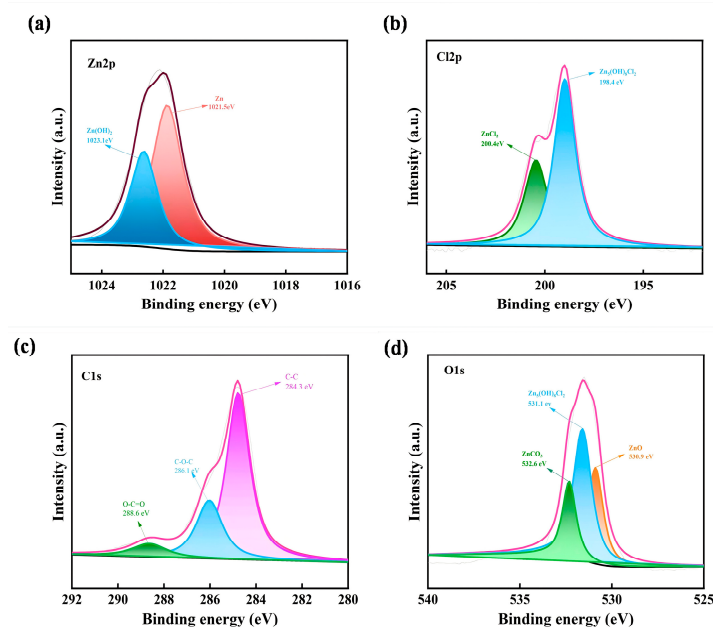 (a)
Zn2p
Zn
1021.5eV
Zn(OH)2
1023.1eV
Intensity (a.u.)
1024 1022 1020 1018 1016
Binding energy (eV)
(b)
Cl2p
Zn5(OH)8Cl2
198.4eV
ZnCl2
200.4eV
Intensity (a.u.)
205 200 195
Binding energy (eV)
(c)
C1s
C-C
284.3 eV
C-O-C
286.1 eV
O-C=O
288.6 eV
Intensity (a.u.)
292 290 288 286 284 282 280
Binding energy (eV)
(d)
O1s
Zn5(OH)8Cl2
531.1 ev
ZnCO3
532.6 eV
ZnO
530.9 eV
Intensity (a.u.)
540 535 530 525
Binding energy (eV)